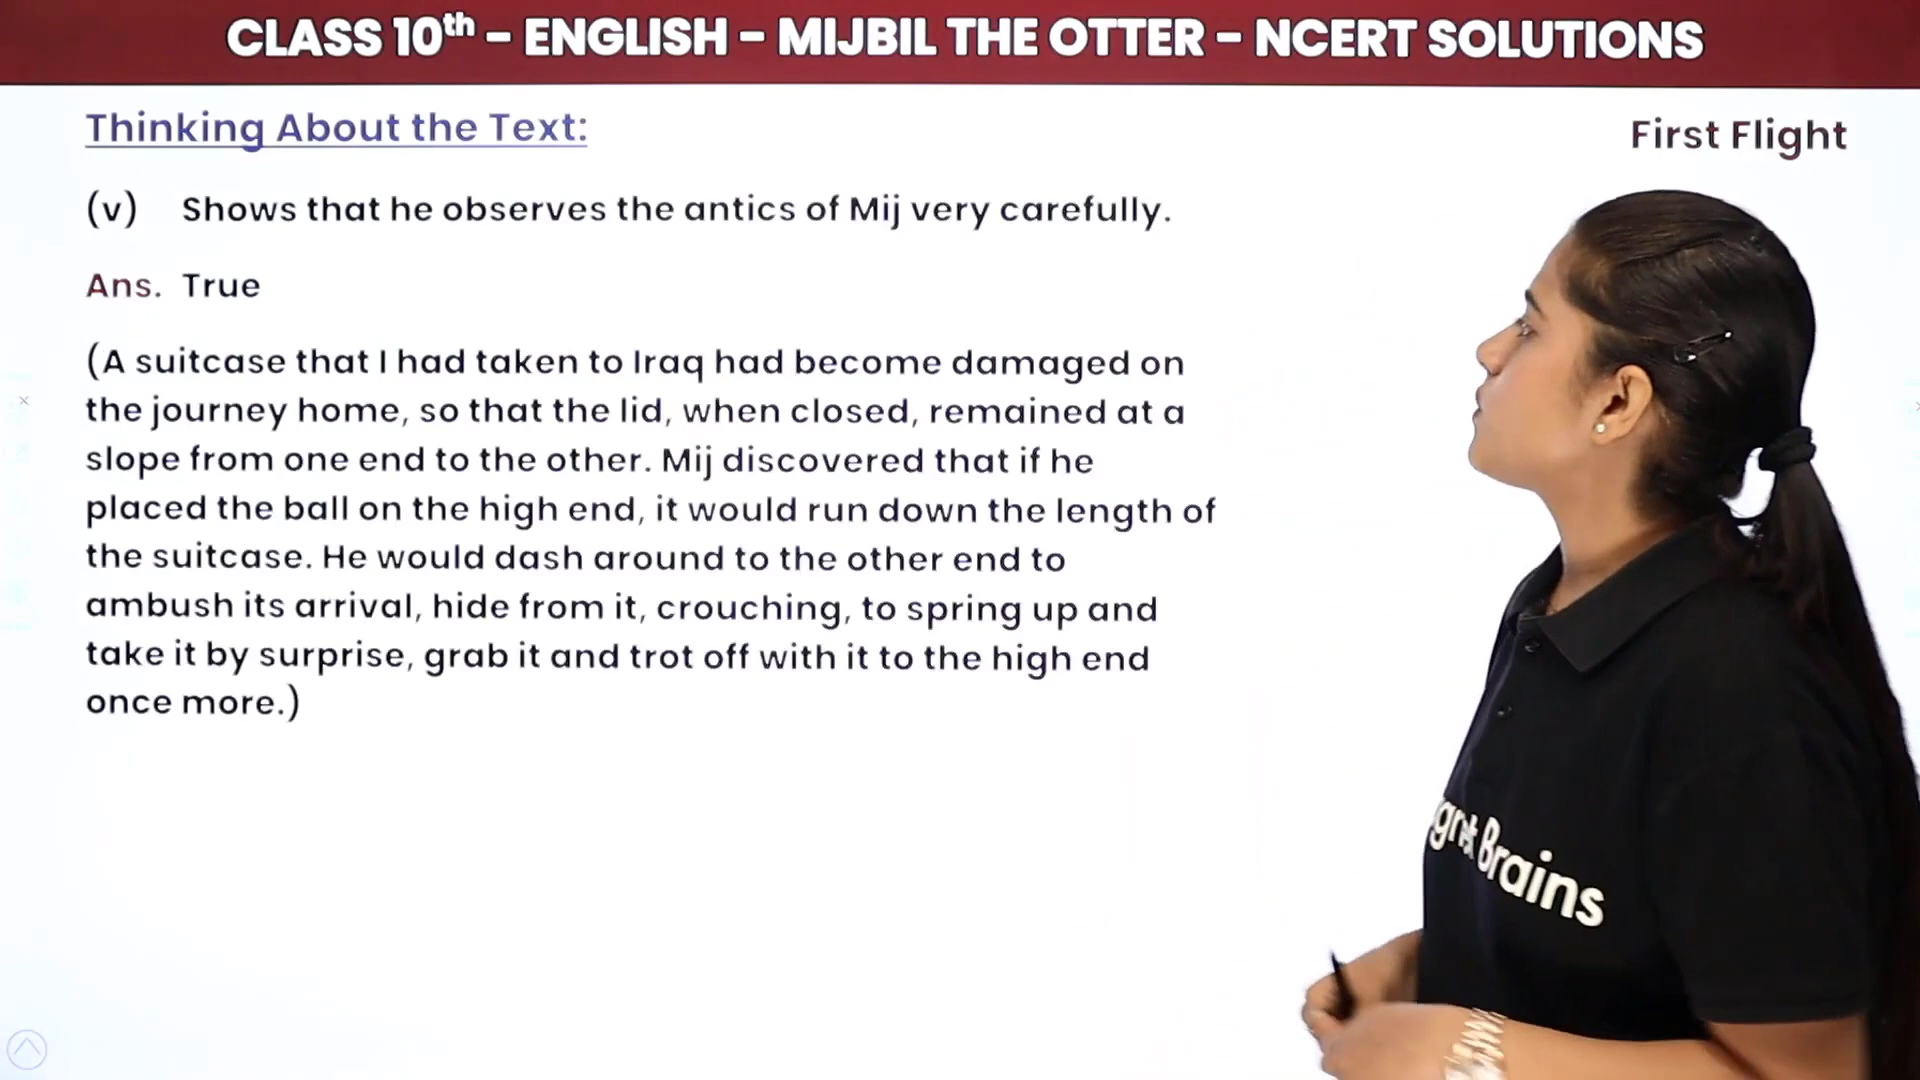 CLASS 10th - ENGLISH - MIJBIL THE OTTER - NCERT SOLUTIONS
Thinking About the Text:
First Flight
(v) Shows that he observes the antics of Mij very carefully.
Ans. True
(A suitcase that I had taken to Iraq had become damaged on
the journey home, so that the lid, when closed, remained at a
slope from one end to the other. Mij discovered that if he
placed the ball on the high end, it would run down the length of
the suitcase. He would dash around to the other end to
ambush its arrival, hide from it, crouching, to spring up and
take it by surprise, grab it and trot off with it to the high end
once more.)
Brains